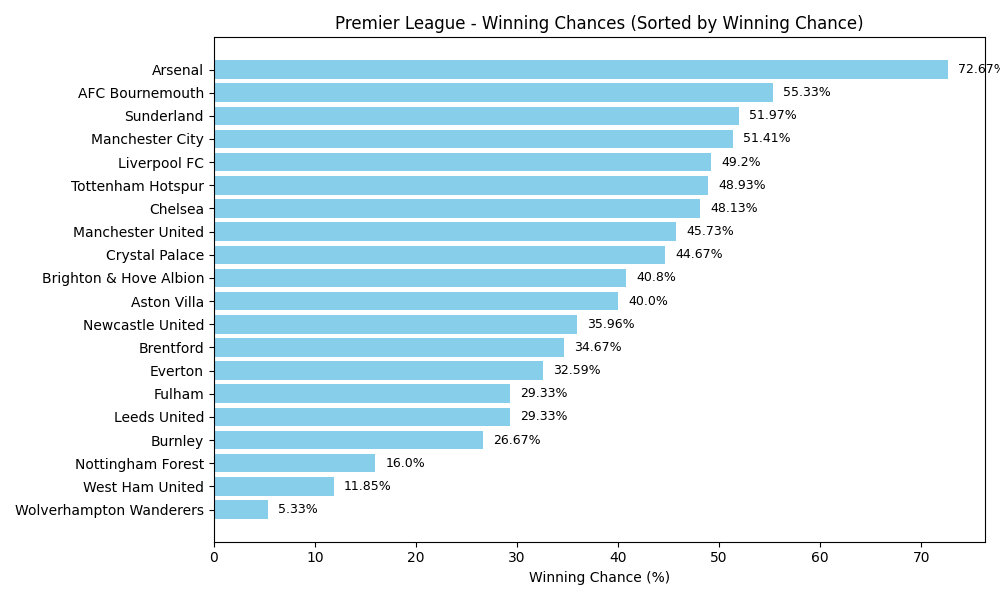 Premier League - Winning Chances (Sorted by Winning Chance)
Arsenal 72.67%
AFC Bournemouth 55.33%
Sunderland 51.97%
Manchester City 51.41%
Liverpool FC 49.2%
Tottenham Hotspur 48.93%
Chelsea 48.13%
Manchester United 45.73%
Crystal Palace 44.67%
Brighton & Hove Albion 40.8%
Aston Villa 40.0%
Newcastle United 35.96%
Brentford 34.67%
Everton 32.59%
Fulham 29.33%
Leeds United 29.33%
Burnley 26.67%
Nottingham Forest 16.0%
West Ham United 11.85%
Wolverhampton Wanderers 5.33%
0 10 20 30 40 50 60 70
Winning Chance (%)